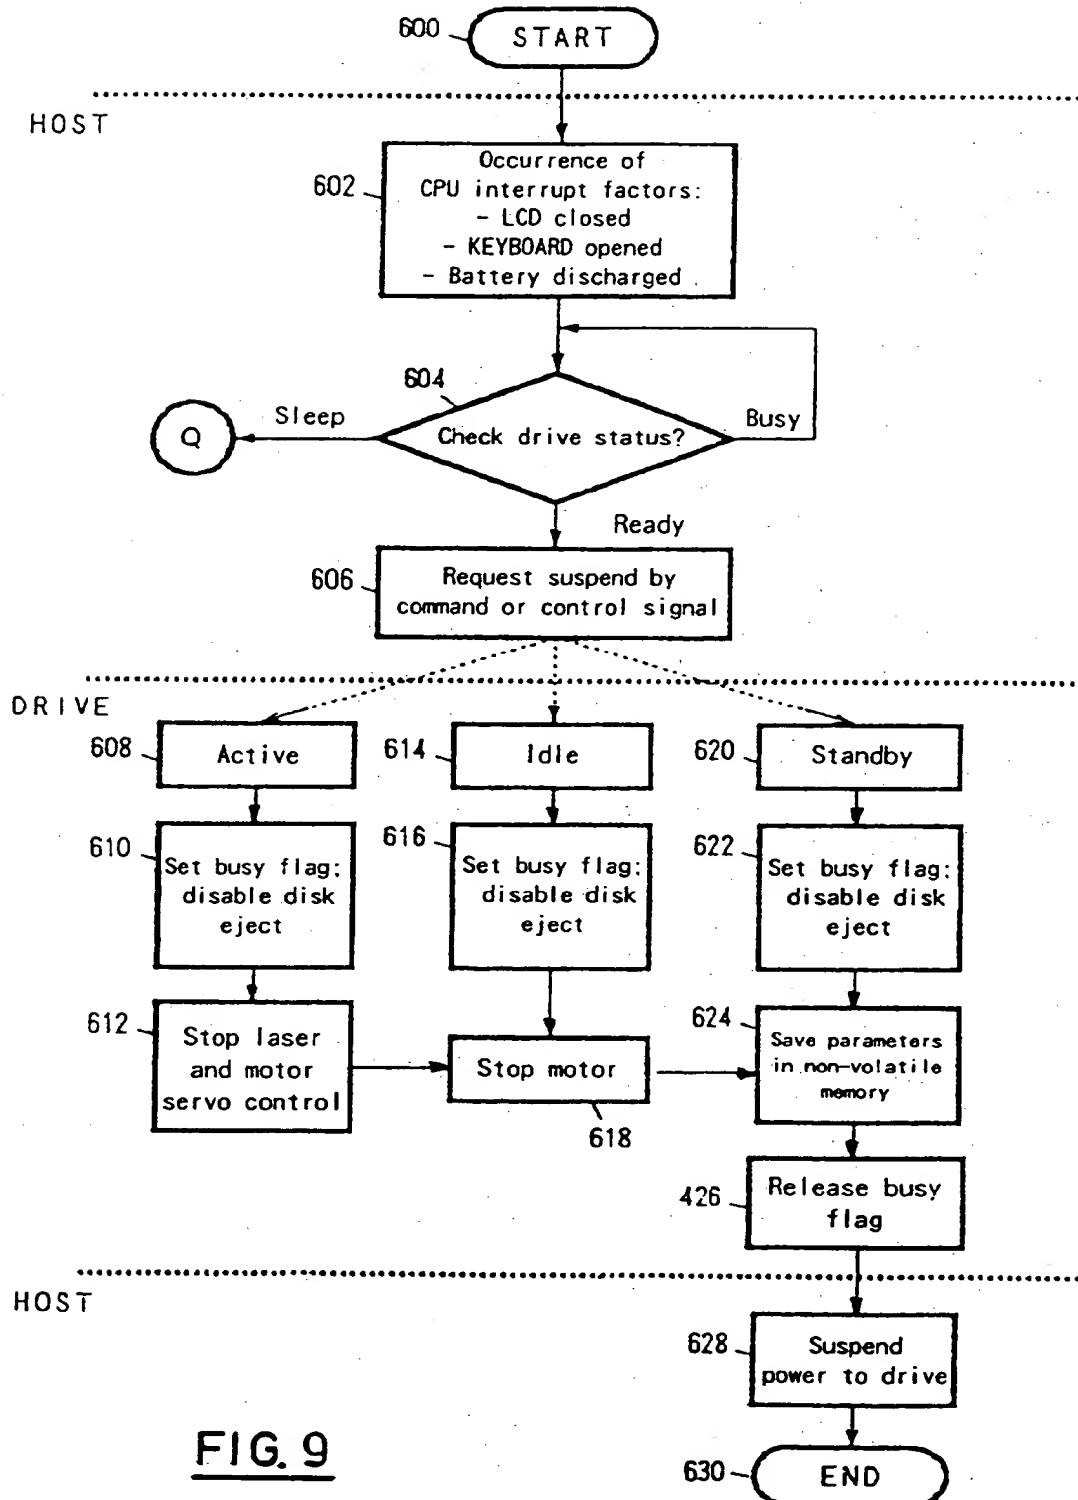 600 START
HOST
602
Occurrence of
CPU interrupt factors:
- LCD closed
- KEYBOARD opened
- Battery discharged
604
Q
Sleep
Check drive status?
Busy
Ready
606
Request suspend by
command or control signal
DRIVE
608
Active
614
Idle
620
Standby
610
Set busy flag;
disable disk
eject
616
Set busy flag;
disable disk
eject
622
Set busy flag;
disable disk
eject
612
Stop laser
and motor
servo control
Stop motor
618
624
Save parameters
in non-volatile
memory
426
Release busy
flag
HOST
628
Suspend
power to drive
630
END
FIG. 9